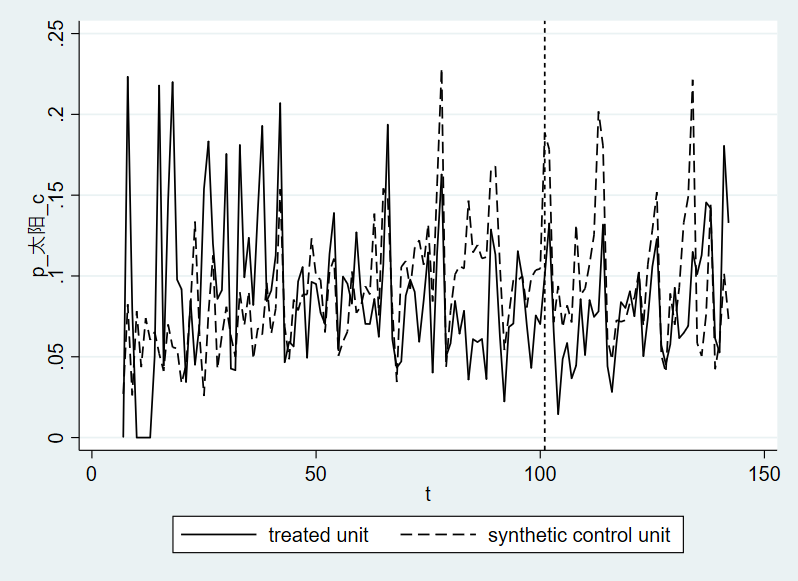 p_太阳_c
.25
.2
.15
.1
.05
0
0 50 100 150
t
treated unit synthetic control unit